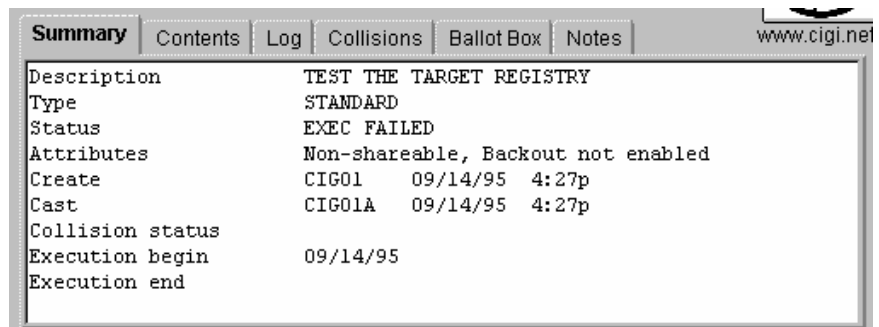 Summary Contents Log Collisions Ballot Box Notes www.cigi.net
Description TEST THE TARGET REGISTRY
Type STANDARD
Status EXEC FAILED
Attributes Non-shareable, Backout not enabled
Create CIG01 09/14/95 4:27p
Cast CIG01A 09/14/95 4:27p
Collision status
Execution begin 09/14/95
Execution end